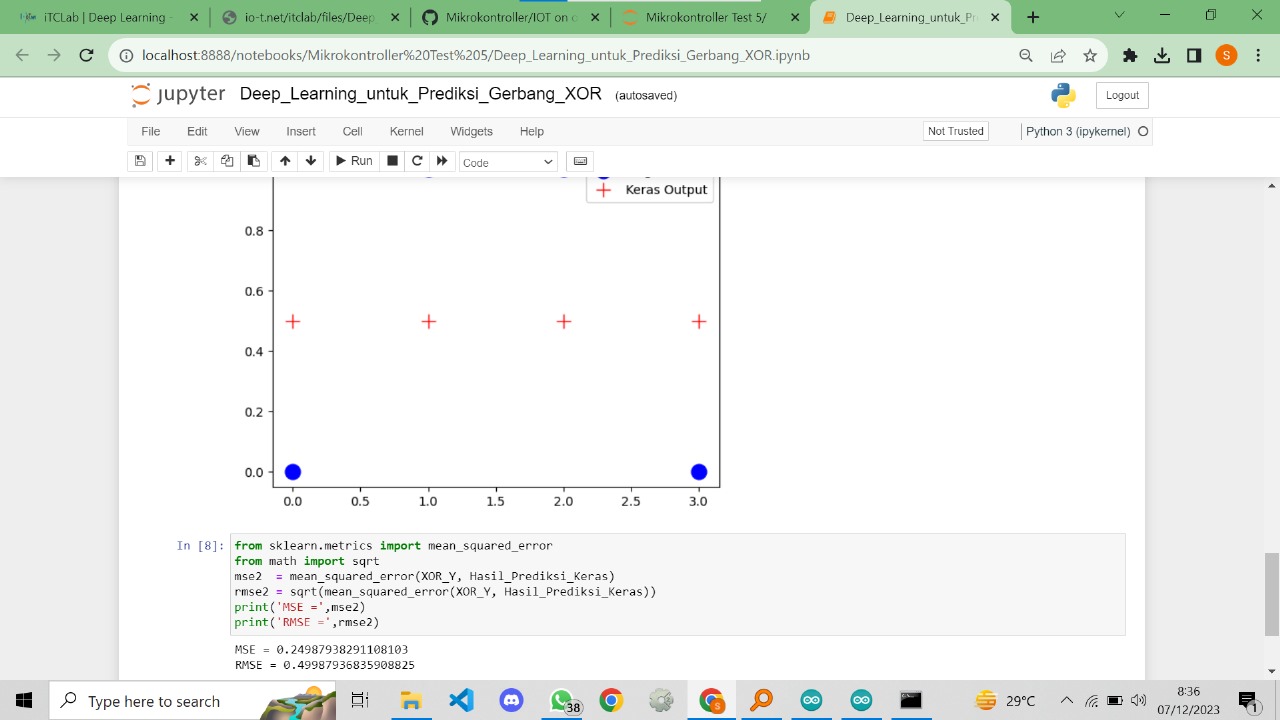 iTCLab | Deep Learning -
io-t.net/itclab/files/Deep_
Mikrokontroller/IOT on
Mikrokontroller Test 5/
Deep_Learning_untuk_Pr
localhost:8888/notebooks/Mikrokontroller%20Test%205/Deep_Learning_untuk_Prediksi_Gerbang_XOR.ipynb
S
jupyter Deep_Learning_untuk_Prediksi_Gerbang_XOR (autosaved)
Logout
File Edit View Insert Cell Kernel Widgets Help
Not Trusted
Python 3 (ipykernel)
Run
Code
Keras Output
0.8
0.6
0.4
0.2
0.0
0.0 0.5 1.0 1.5 2.0 2.5 3.0
In [8]:
from sklearn.metrics import mean_squared_error
from math import sqrt
mse2  = mean_squared_error(XOR_Y, Hasil_Prediksi_Keras)
rmse2 = sqrt(mean_squared_error(XOR_Y, Hasil_Prediksi_Keras))
print('MSE =',mse2)
print('RMSE =',rmse2)
MSE = 0.24987938291108103
RMSE = 0.49987936835908825
Type here to search
38
S
29°C
8:36
07/12/2023
1